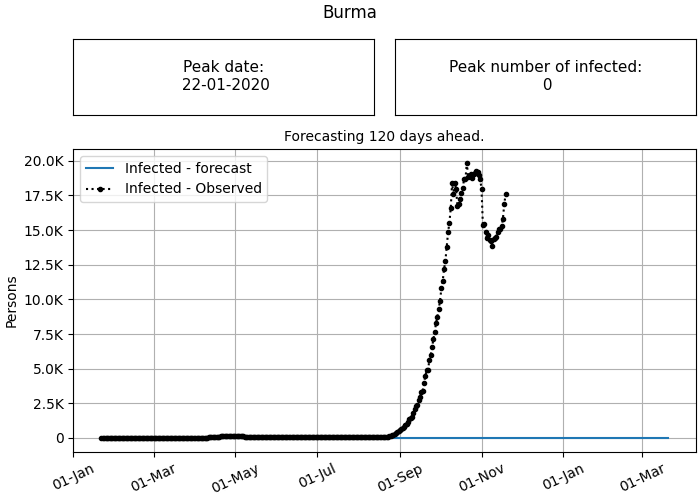 Burma
Peak date:
22-01-2020
Peak number of infected:
0
Forecasting 120 days ahead.
Infected - forecast
Infected - Observed
Persons
20.0K
17.5K
15.0K
12.5K
10.0K
7.5K
5.0K
2.5K
0
01-Jan
01-Mar
01-May
01-Jul
01-Sep
01-Nov
01-Jan
01-Mar